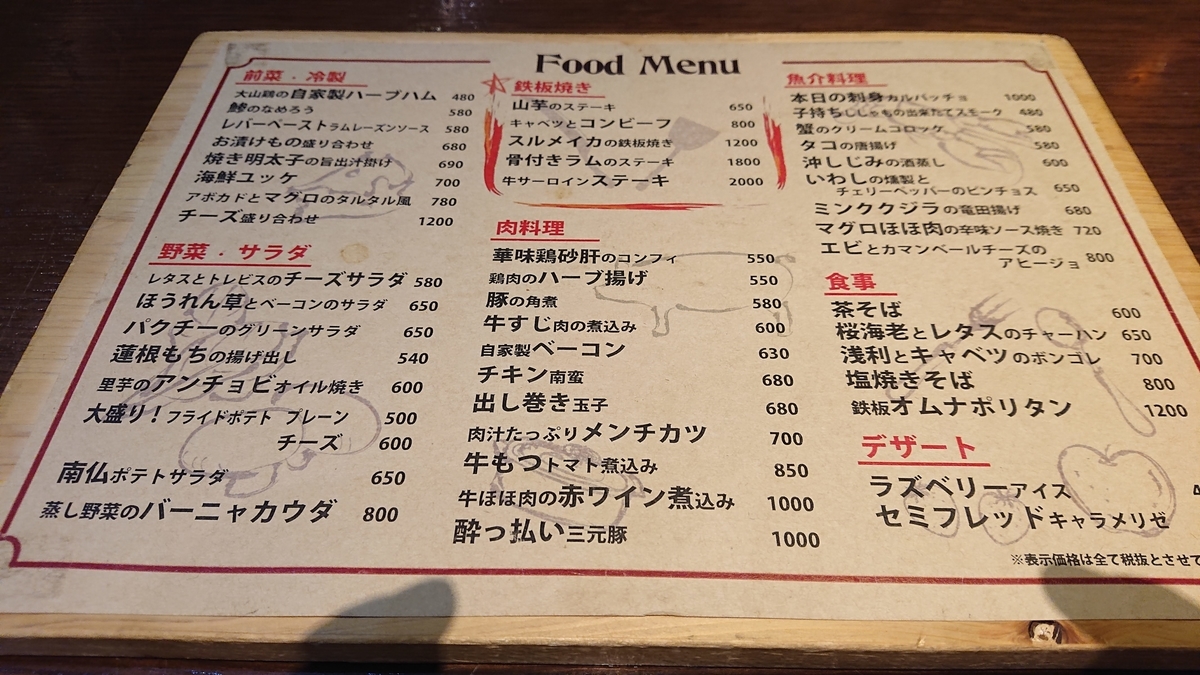 Food Menu
前菜・冷製
大山鶏の自家製ハーブハム 480
鯵のなめろう 580
レバーペーストラムレーズンソース 580
お漬けもの盛り合わせ 680
焼き明太子の旨出汁掛け 690
海鮮ユッケ 700
アボカドとマグロのタルタル風 780
チーズ盛り合わせ 1200
野菜・サラダ
レタスとトレビスのチーズサラダ 580
ほうれん草とベーコンのサラダ 650
パクチーのグリーンサラダ 650
蓮根もちの揚げ出し 540
里芋のアンチョビオイル焼き 600
大盛り！フライドポテト プレーン 500
チーズ 600
南仏ポテトサラダ 650
蒸し野菜のバーニャカウダ 800
鉄板焼き
山芋のステーキ 650
キャベツとコンビーフ 800
スルメイカの鉄板焼き 1200
骨付きラムのステーキ 1800
牛サーロインステーキ 2000
肉料理
華味鶏砂肝のコンフィ 550
鶏肉のハーブ揚げ 550
豚の角煮 580
牛すじ肉の煮込み 600
自家製ベーコン 630
チキン南蛮 680
出し巻き玉子 680
肉汁たっぷりメンチカツ 700
牛もつトマト煮込み 850
牛ほほ肉の赤ワイン煮込み 1000
酔っ払い三元豚 1000
魚介料理
本日の刺身カルパッチョ 1000
子持ちししゃもの出来たてスモーク 480
蟹のクリームコロッケ 580
タコの唐揚げ 580
沖しじみの酒蒸し 600
いわしの燻製と
チェリーペッパーのピンチョス 650
ミンククジラの竜田揚げ 680
マグロほほ肉の辛味ソース焼き 720
エビとカマンベールチーズの
アヒージョ 800
食事
茶そば 600
桜海老とレタスのチャーハン 650
浅利とキャベツのボンゴレ 700
塩焼きそば 800
鉄板オムナポリタン 1200
デザート
ラズベリーアイス 4
セミフレッドキャラメリゼ
※表示価格は全て税抜とさせて